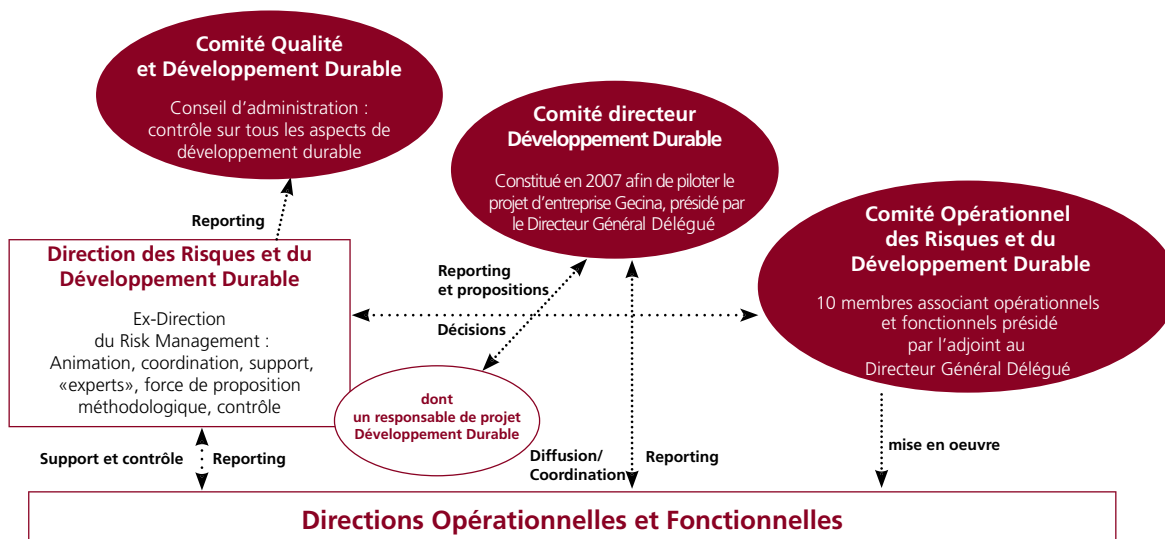 Comité Qualité
et Développement Durable
Conseil d’administration :
contrôle sur tous les aspects de
développement durable
Comité directeur
Développement Durable
Constitué en 2007 afin de piloter le
projet d’entreprise Gecina, présidé par
le Directeur Général Délégué
Comité Opérationnel
des Risques et du
Développement Durable
10 membres associant opérationnels
et fonctionnels présidé
par l’adjoint au
Directeur Général Délégué
Reporting
Direction des Risques et du
Développement Durable
Ex-Direction
du Risk Management :
Animation, coordination, support,
«experts», force de proposition
méthodologique, contrôle
Reporting
et propositions
Décisions
dont
un responsable de projet
Développement Durable
Support et contrôle
Reporting
Diffusion/
Coordination
Reporting
mise en oeuvre
Directions Opérationnelles et Fonctionnelles